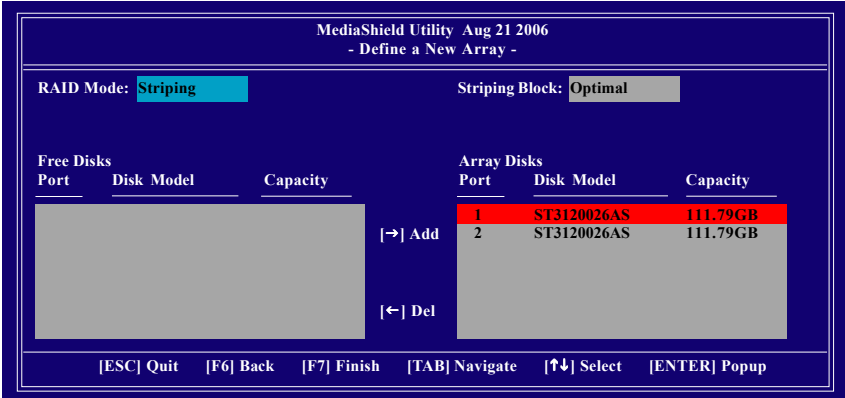 MediaShield Utility Aug 21 2006
- Define a New Array -
RAID Mode: Striping Striping Block: Optimal
Free Disks Array Disks
Port Disk Model Capacity Port Disk Model Capacity
1 ST3120026AS 111.79GB
[→] Add 2 ST3120026AS 111.79GB
[←] Del
[ESC] Quit [F6] Back [F7] Finish [TAB] Navigate [↑↓] Select [ENTER] Popup